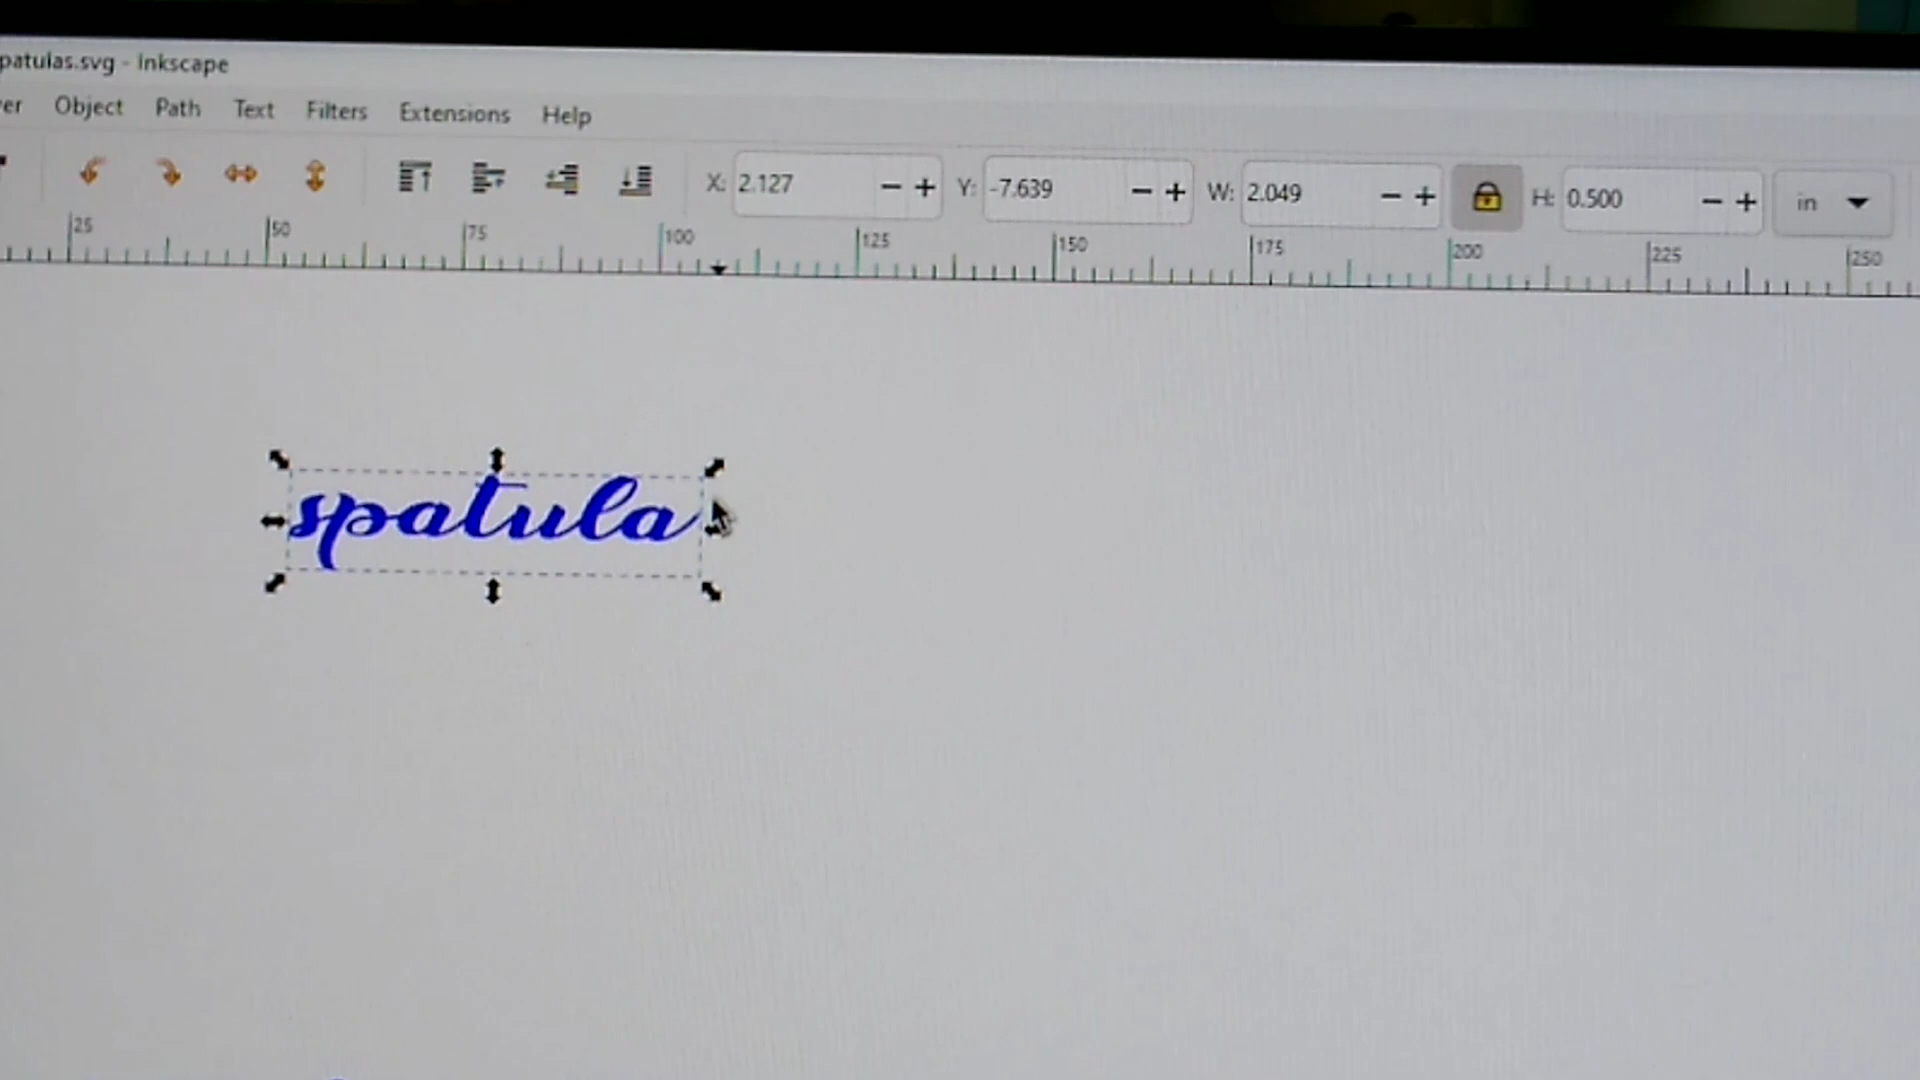 patulas.svg - Inkscape
er Object Path Text Filters Extensions Help
X: 2.127 Y: -7.639 W: 2.049 H: 0.500 in
25 50 75 100 125 150 175 200 225 250
spatula